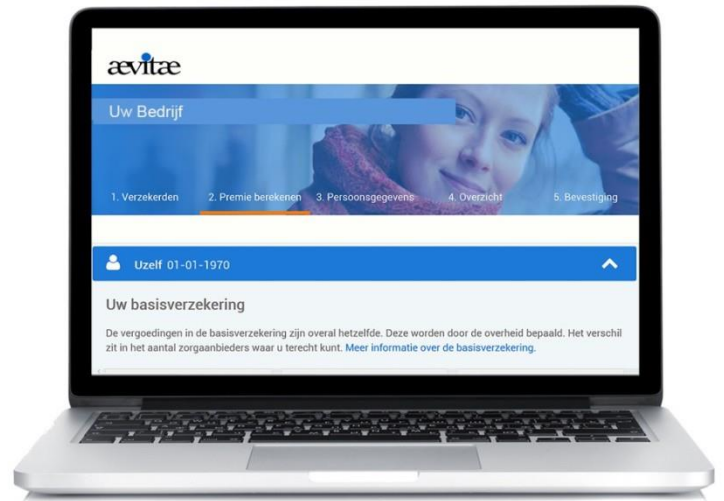 ævitæ
Uw Bedrijf
1. Verzekerden 2. Premie berekenen 3. Persoonsgegevens 4. Overzicht 5. Bevestiging
Uzelf 01-01-1970
Uw basisverzekering
De vergoedingen in de basisverzekering zijn overal hetzelfde. Deze worden door de overheid bepaald. Het verschil
zit in het aantal zorgaanbieders waar u terecht kunt. Meer informatie over de basisverzekering.